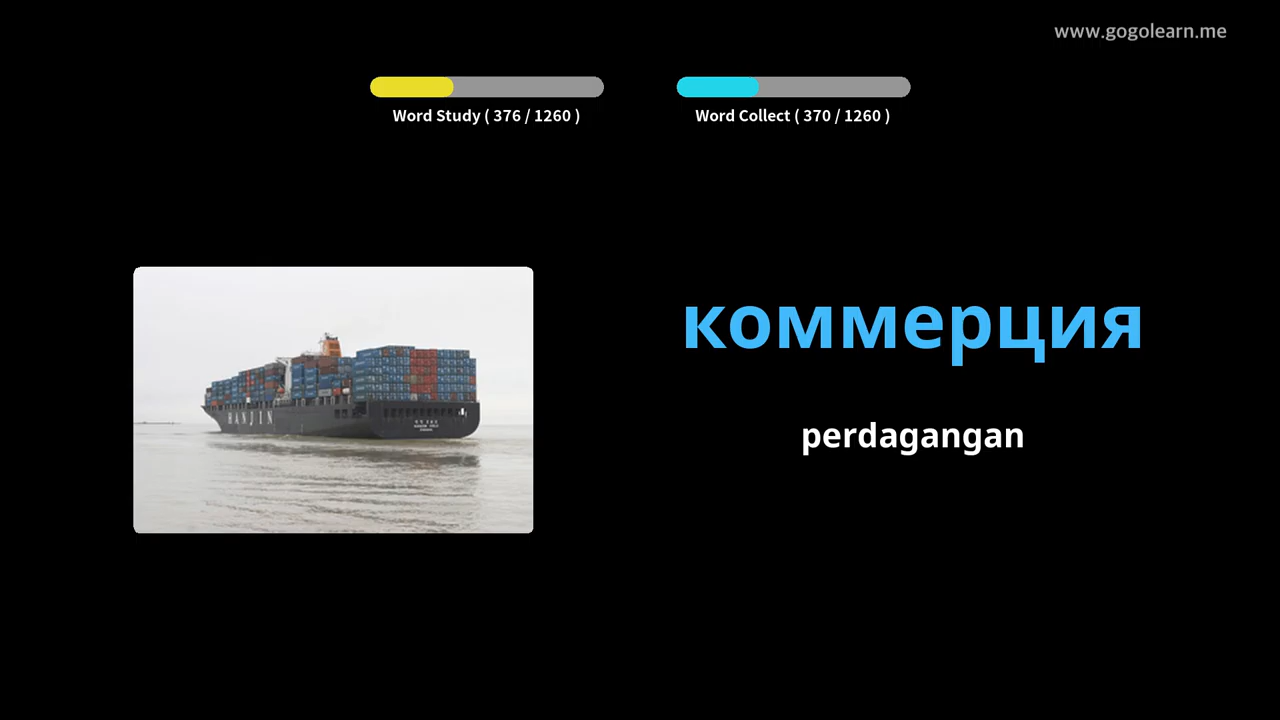 www.gogolearn.me
Word Study ( 376 / 1260 )
Word Collect ( 370 / 1260 )
коммерция
perdagangan
HANJIN